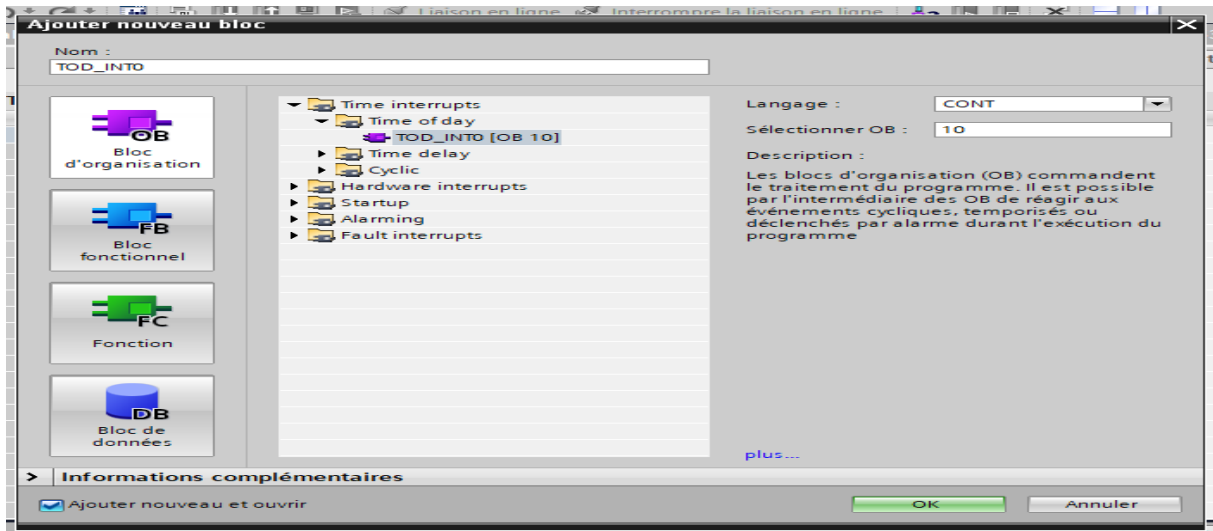 Liaison en ligne Interrompre la liaison en ligne
Ajouter nouveau bloc
Nom :
TOD_INT0
OB
Bloc
d'organisation
FB
Bloc
fonctionnel
FC
Fonction
DB
Bloc de
données
Time interrupts
Time of day
TOD_INT0 [OB 10]
Time delay
Cyclic
Hardware interrupts
Startup
Alarming
Fault interrupts
Langage : CONT
Sélectionner OB : 10
Description :
Les blocs d'organisation (OB) commandent
le traitement du programme. Il est possible
par l'intermédiaire des OB de réagir aux
événements cycliques, temporisés ou
déclenchés par alarme durant l'exécution du
programme
plus...
Informations complémentaires
Ajouter nouveau et ouvrir
OK
Annuler